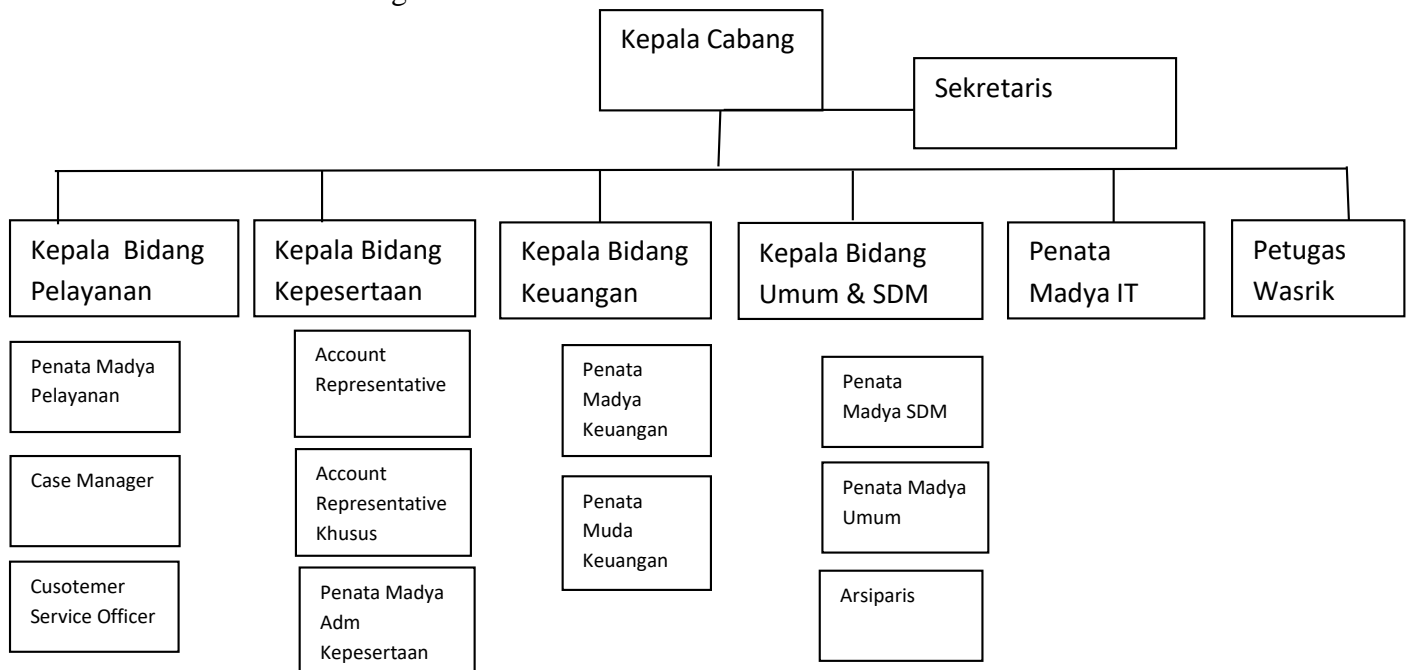 Kepala Cabang
Sekretaris
Kepala Bidang
Pelayanan
Kepala Bidang
Kepesertaan
Kepala Bidang
Keuangan
Kepala Bidang
Umum & SDM
Penata
Madya IT
Petugas
Wasrik
Penata Madya
Pelayanan
Case Manager
Cusotemer
Service Officer
Account
Representative
Account
Representative
Khusus
Penata Madya
Adm
Kepesertaan
Penata
Madya
Keuangan
Penata
Muda
Keuangan
Penata
Madya SDM
Penata Madya
Umum
Arsiparis